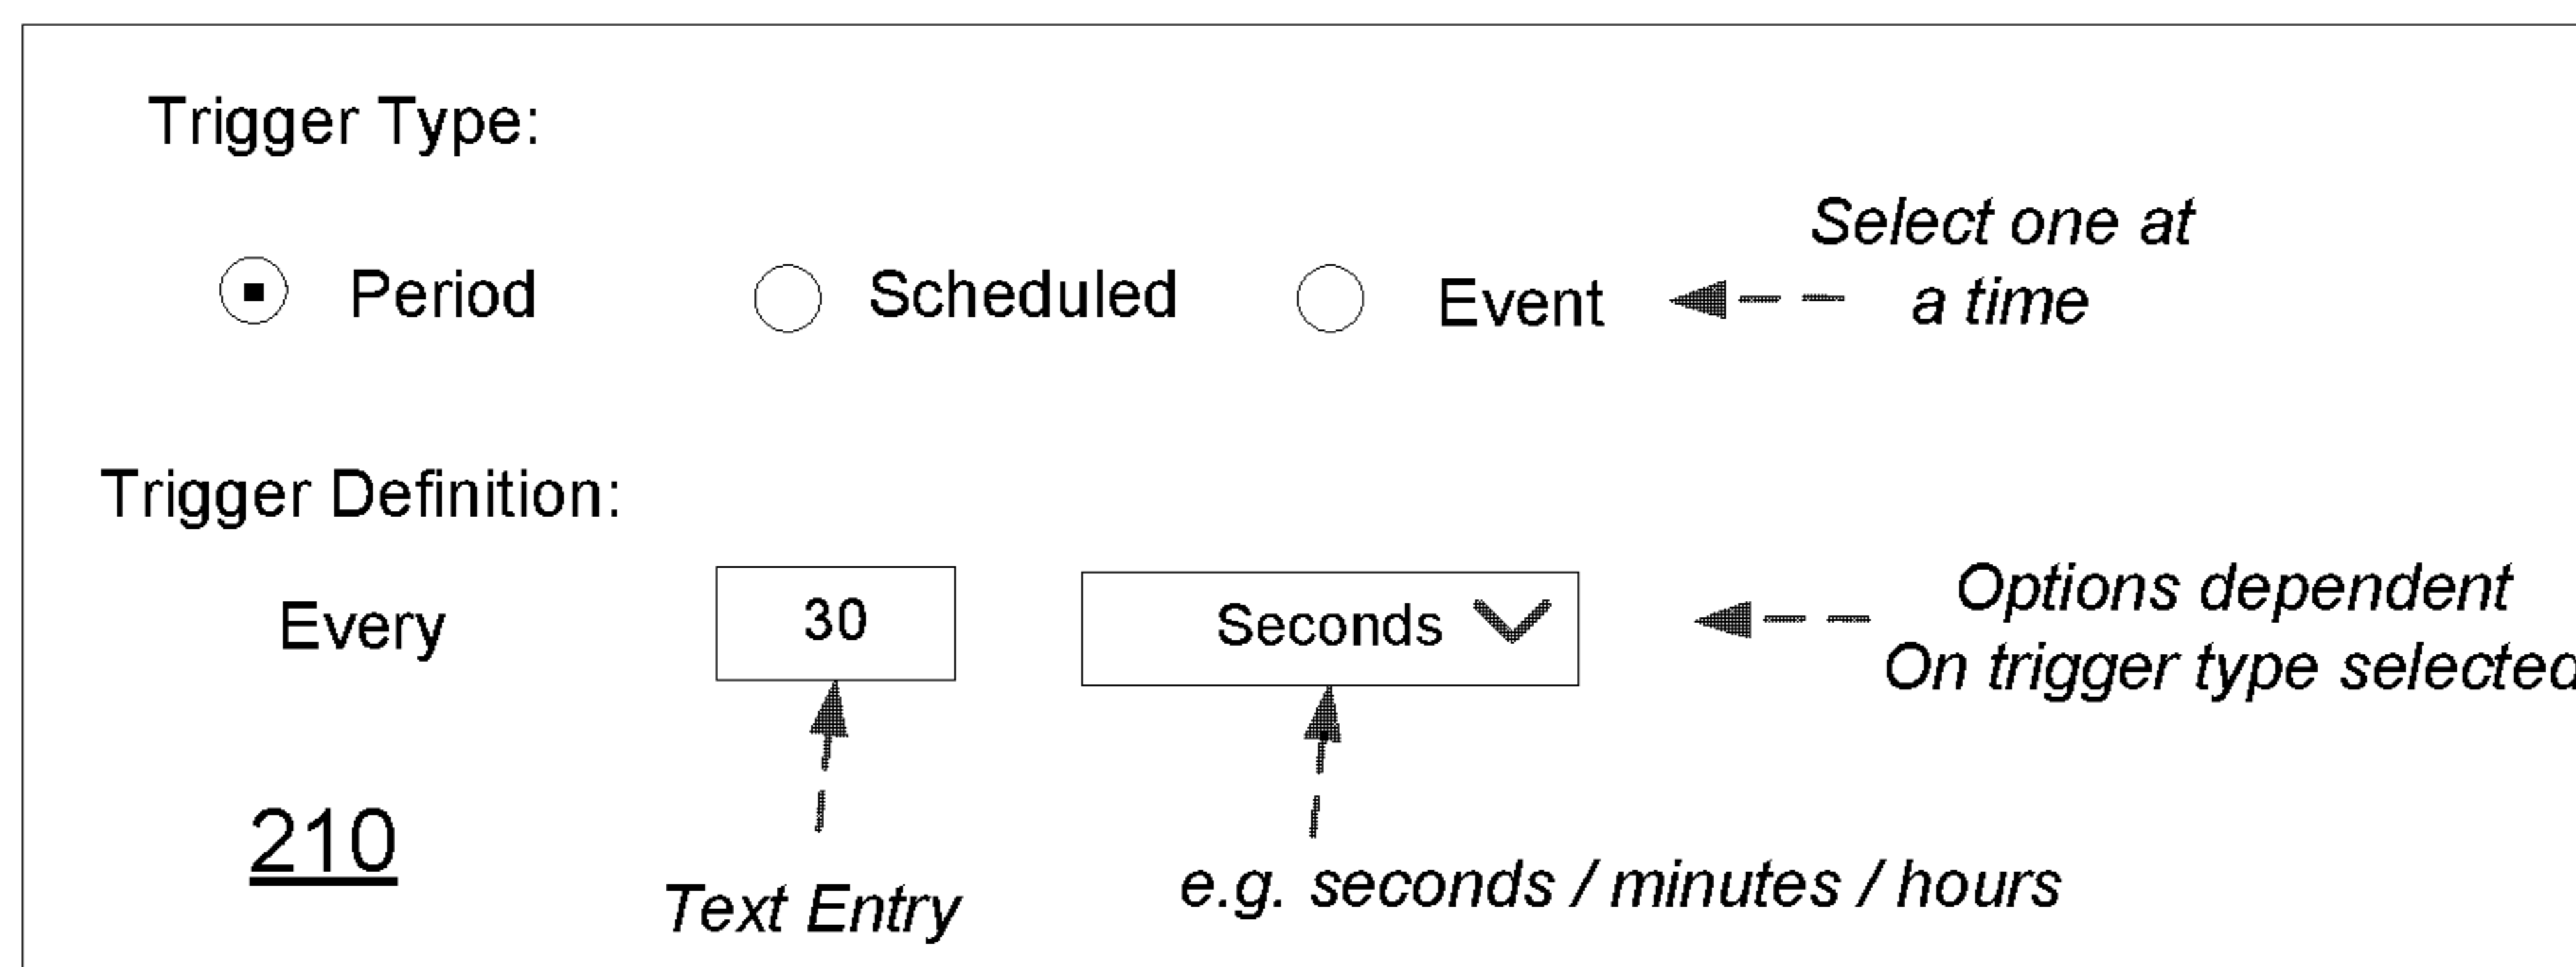 Trigger Type:
Select one at
Period Scheduled Event a time
Trigger Definition:
Options dependent
Every 30 Seconds
On trigger type selected
210
e.g. seconds / minutes / hours
Text Entry